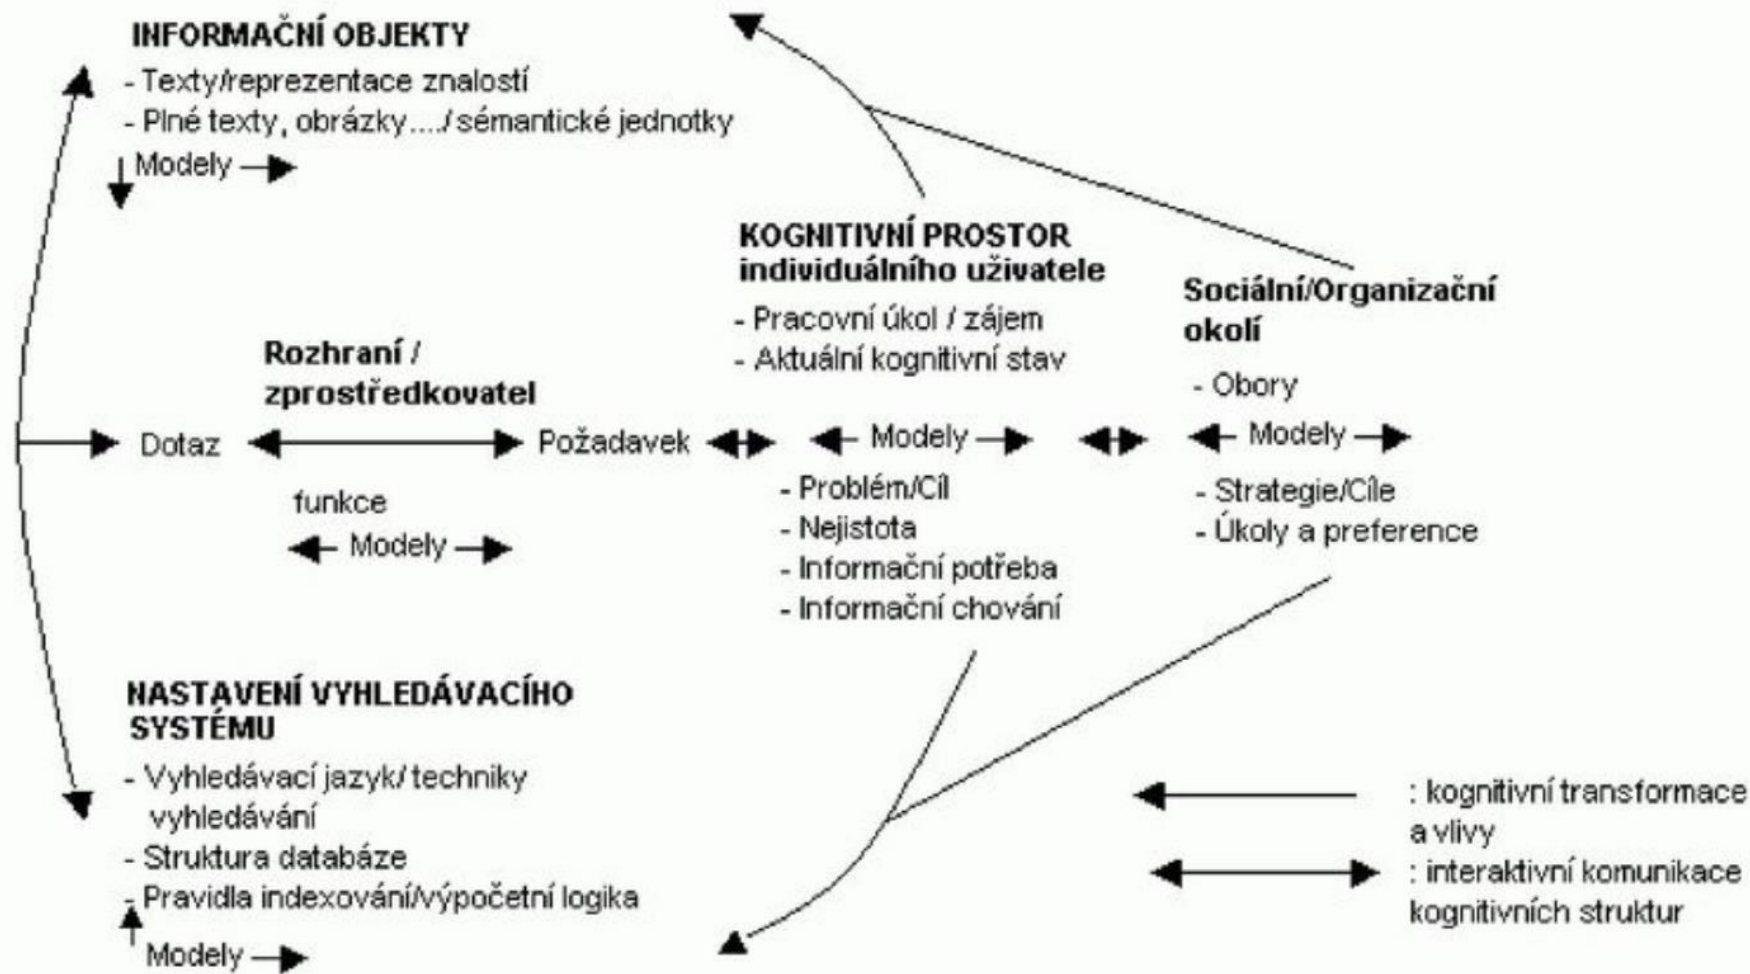 INFORMAČNÍ OBJEKTY
- Texty/reprezentace znalostí
- Plné texty, obrázky..../ sémantické jednotky
Modely
KOGNITIVNÍ PROSTOR
individuálního uživatele
- Pracovní úkol / zájem
- Aktuální kognitivní stav
Sociální/Organizační
okolí
- Obory
Rozhraní /
zprostředkovatel
Dotaz
Požadavek
Modely
Modely
funkce
Modely
- Problém/Cíl
- Nejistota
- Informační potřeba
- Informační chování
- Strategie/Cíle
- Úkoly a preference
NASTAVENÍ VYHLEDÁVACÍHO
SYSTÉMU
- Vyhledávací jazyk/ techniky
vyhledávání
- Struktura databáze
- Pravidla indexování/výpočetní logika
Modely
: kognitivní transformace
a vlivy
: interaktivní komunikace
kognitivních struktur